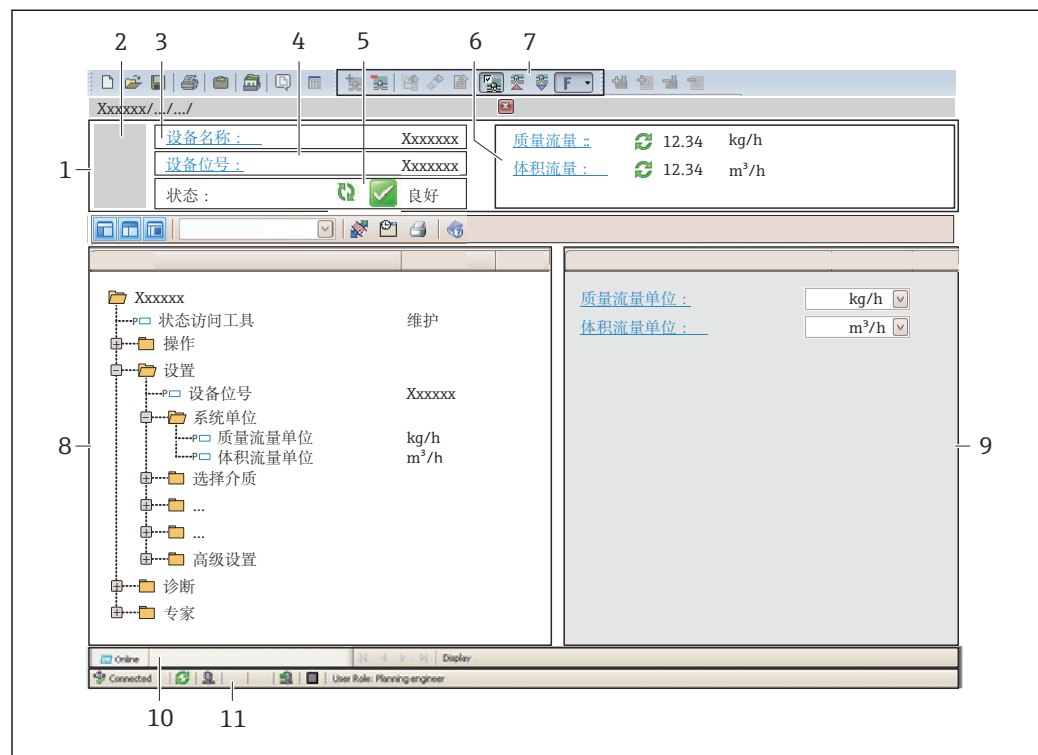 2 3 4 5 6 7
F
Xxxxxx/.../.../
1
设备名称： Xxxxxxx
设备位号： Xxxxxxx
状态： 良好
质量流量： 12.34 kg/h
体积流量： 12.34 m³/h
8
Xxxxxx
P 状态访问工具 维护
操作
设置
P 设备位号 Xxxxxx
系统单位
P 质量流量单位 kg/h
P 体积流量单位 m³/h
选择介质
...
...
高级设置
诊断
专家
质量流量单位： kg/h
体积流量单位： m³/h
9
Online Display
Connected User Role: Planning engineer
10 11